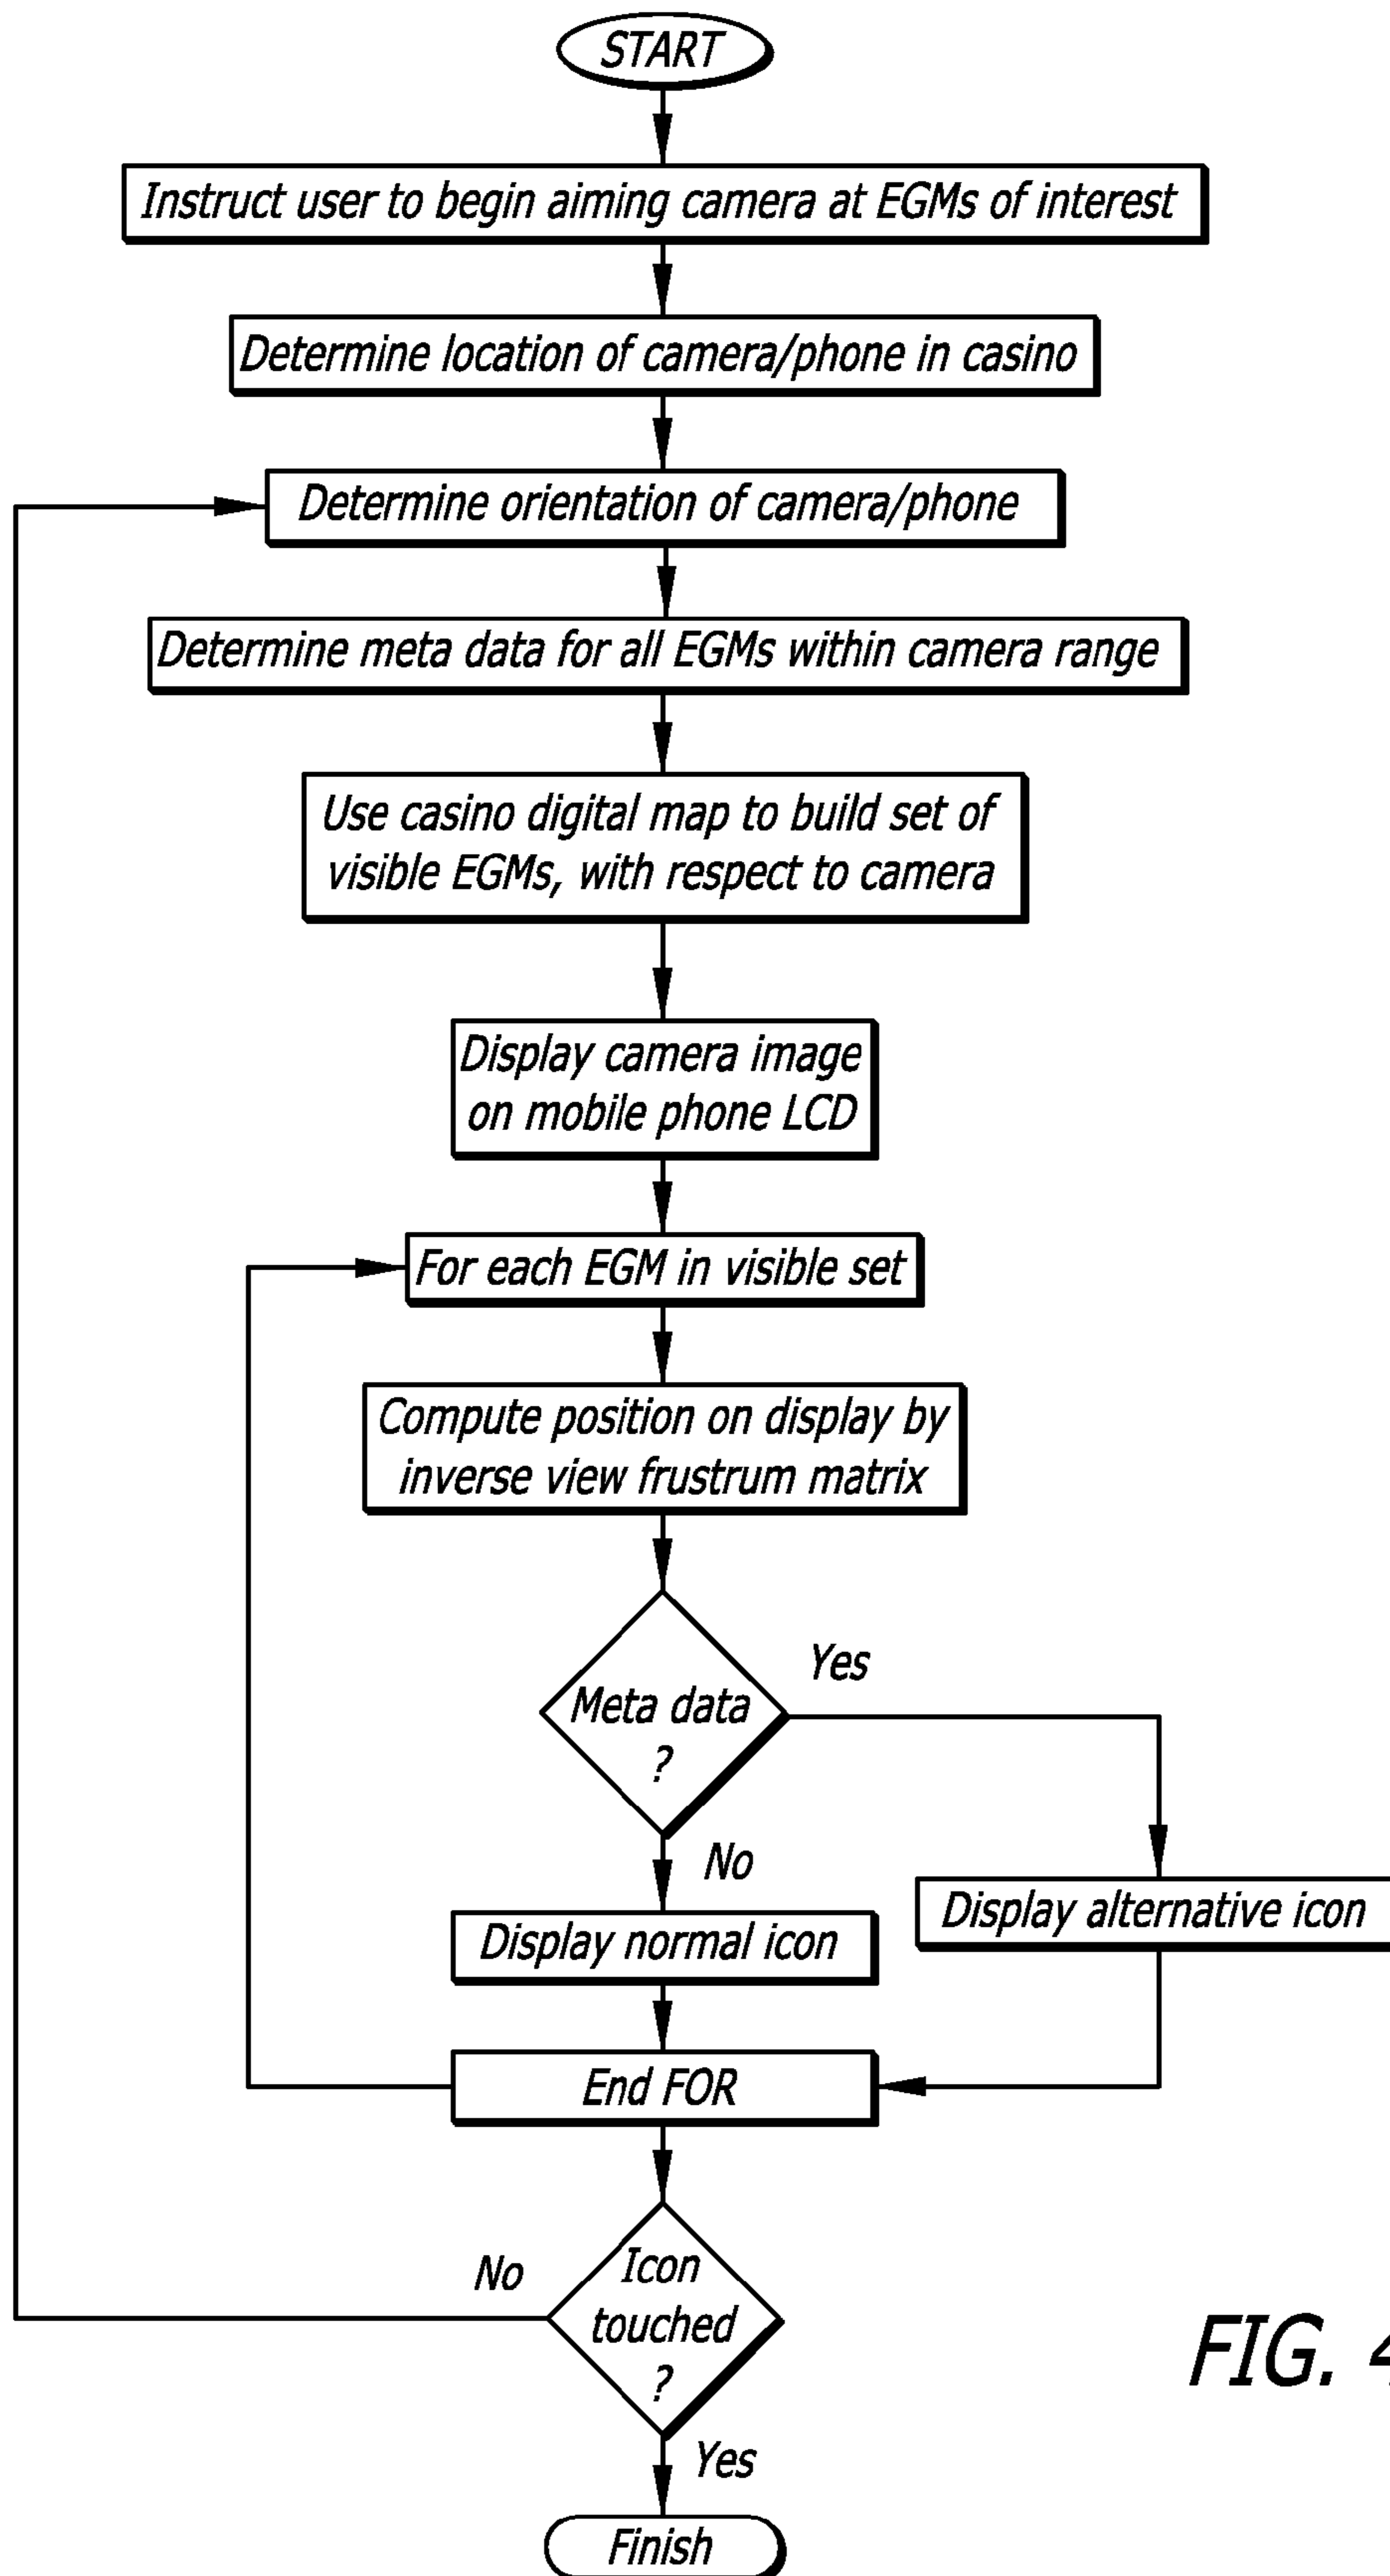 START
Instruct user to begin aiming camera at EGMs of interest
Determine location of camera/phone in casino
Determine orientation of camera/phone
Determine meta data for all EGMs within camera range
Use casino digital map to build set of
visible EGMs, with respect to camera
Display camera image
on mobile phone LCD
For each EGM in visible set
Compute position on display by
inverse view frustrum matrix
Yes
Meta data
?
No
Display alternative icon
Display normal icon
End FOR
No
Icon
touched
?
FIG. 4
Yes
Finish